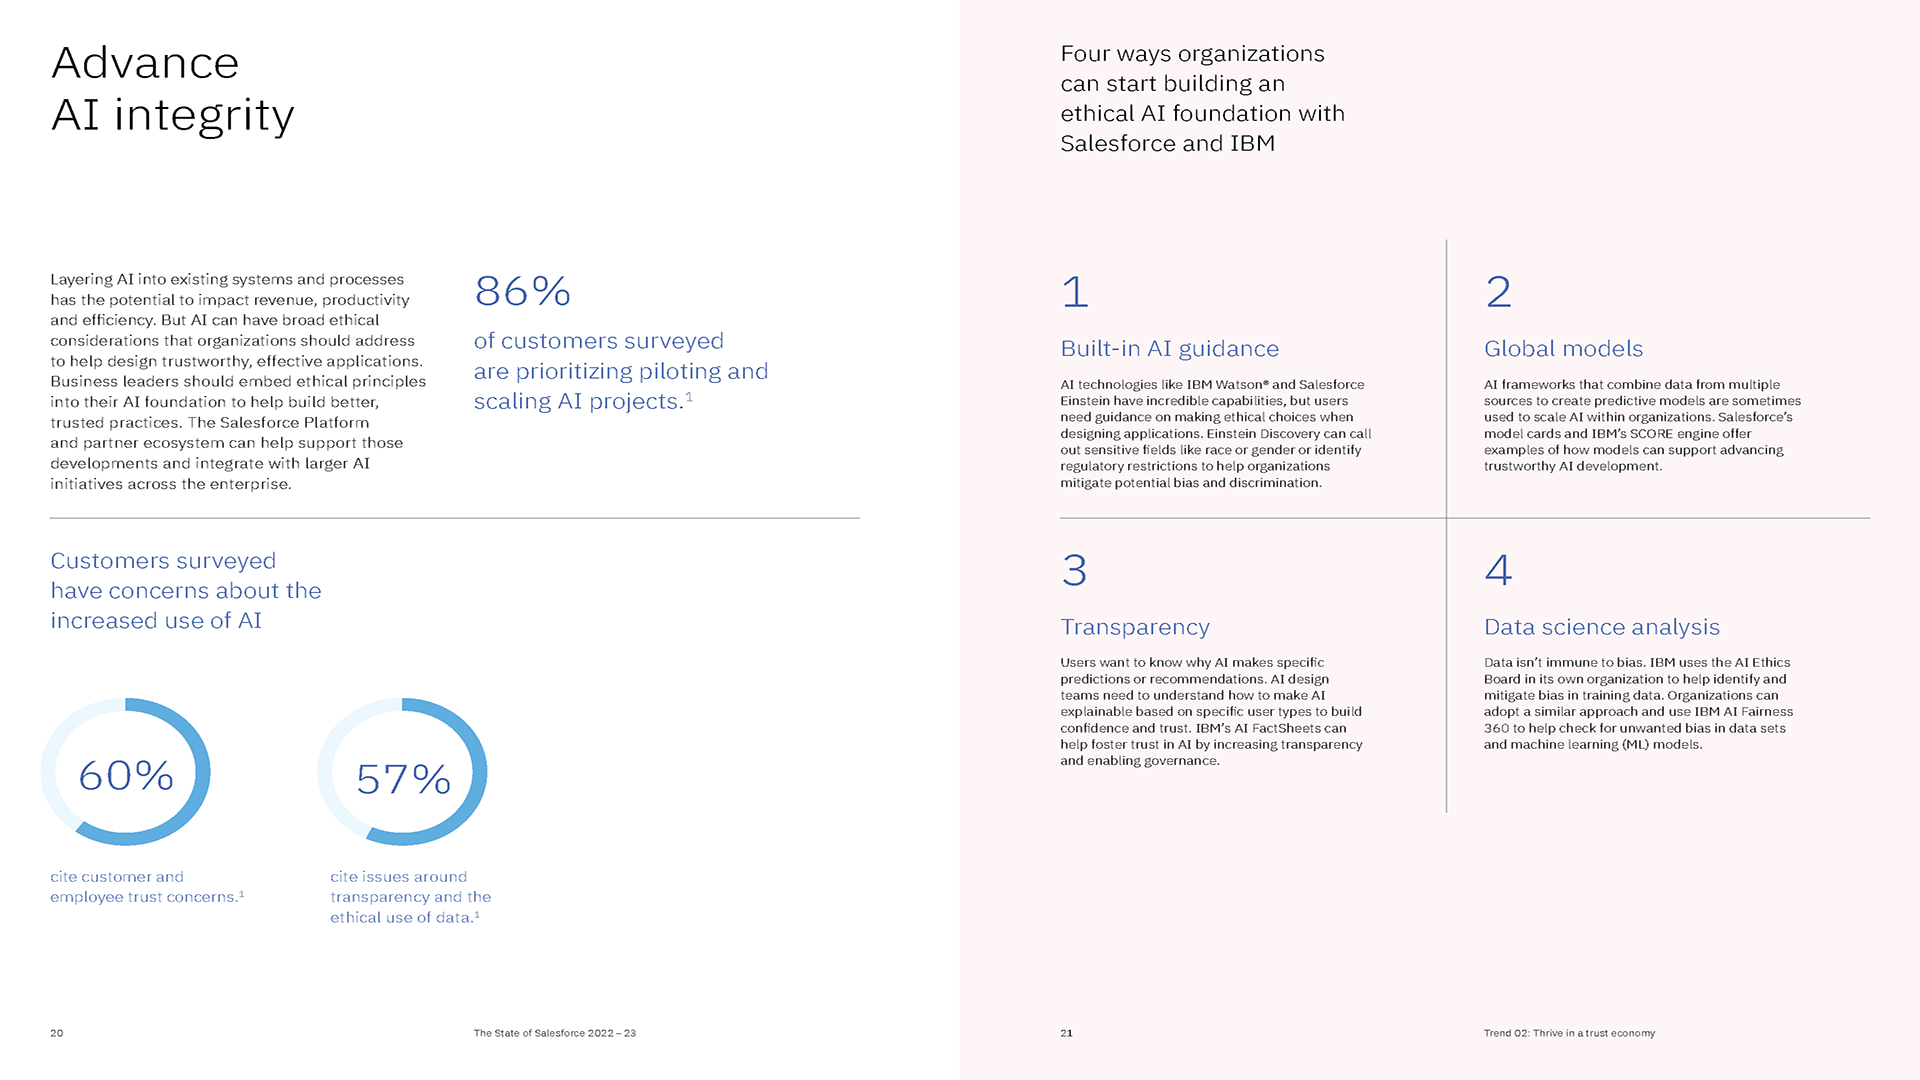 Advance
AI integrity
Layering AI into existing systems and processes
has the potential to impact revenue, productivity
and efficiency. But AI can have broad ethical
considerations that organizations should address
to help design trustworthy, effective applications.
Business leaders should embed ethical principles
into their AI foundation to help build better,
trusted practices. The Salesforce Platform
and partner ecosystem can help support those
developments and integrate with larger AI
initiatives across the enterprise.
86%
of customers surveyed
are prioritizing piloting and
scaling AI projects.¹
Customers surveyed
have concerns about the
increased use of AI
60%
cite customer and
employee trust concerns.¹
57%
cite issues around
transparency and the
ethical use of data.¹
20
The State of Salesforce 2022 – 23
Four ways organizations
can start building an
ethical AI foundation with
Salesforce and IBM
1
Built-in AI guidance
AI technologies like IBM Watson® and Salesforce
Einstein have incredible capabilities, but users
need guidance on making ethical choices when
designing applications. Einstein Discovery can call
out sensitive fields like race or gender or identify
regulatory restrictions to help organizations
mitigate potential bias and discrimination.
2
Global models
AI frameworks that combine data from multiple
sources to create predictive models are sometimes
used to scale AI within organizations. Salesforce’s
model cards and IBM’s SCORE engine offer
examples of how models can support advancing
trustworthy AI development.
3
Transparency
Users want to know why AI makes specific
predictions or recommendations. AI design
teams need to understand how to make AI
explainable based on specific user types to build
confidence and trust. IBM’s AI FactSheets can
help foster trust in AI by increasing transparency
and enabling governance.
4
Data science analysis
Data isn’t immune to bias. IBM uses the AI Ethics
Board in its own organization to help identify and
mitigate bias in training data. Organizations can
adopt a similar approach and use IBM AI Fairness
360 to help check for unwanted bias in data sets
and machine learning (ML) models.
21
Trend 02: Thrive in a trust economy